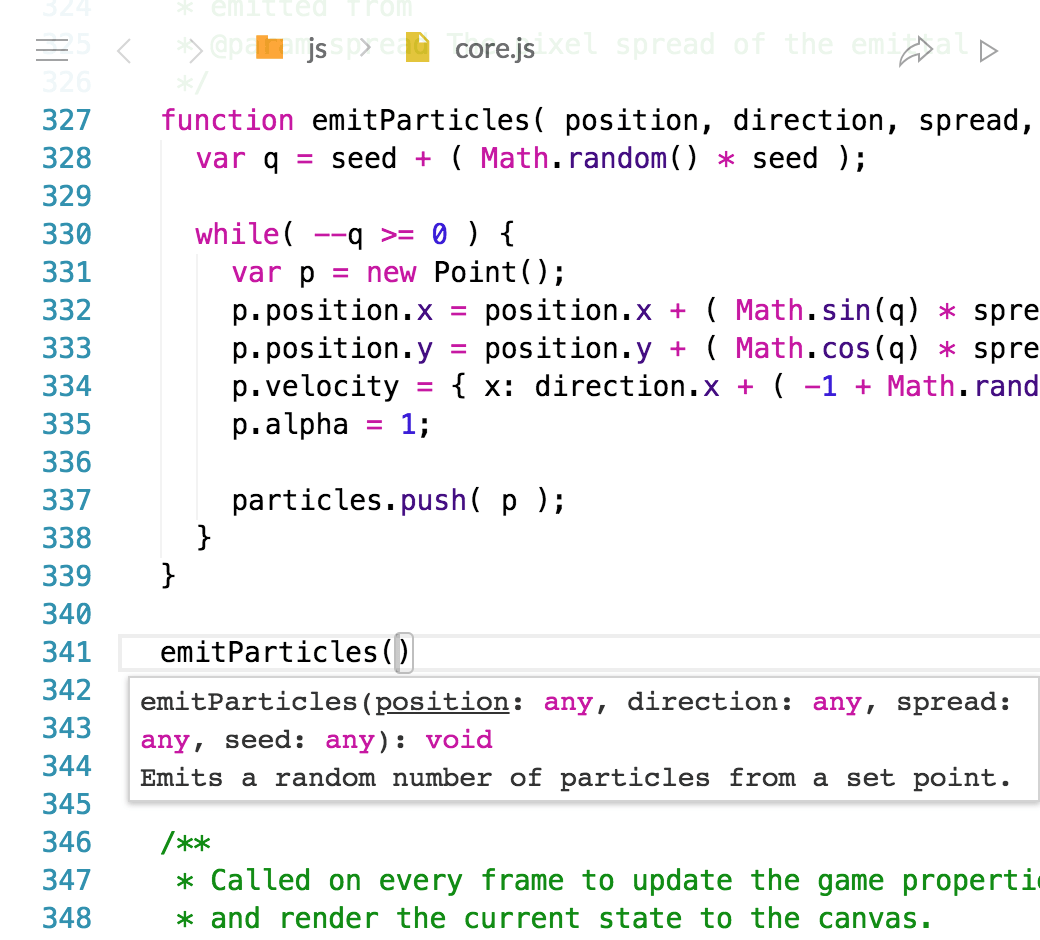 324 * emitted from
325 * @param spread The pixel spread of the emittal
js core.js
326 */
327 function emitParticles( position, direction, spread,
328 var q = seed + ( Math.random() * seed );
329
330 while( --q >= 0 ) {
331 var p = new Point();
332 p.position.x = position.x + ( Math.sin(q) * spre
333 p.position.y = position.y + ( Math.cos(q) * spre
334 p.velocity = { x: direction.x + ( -1 + Math.rand
335 p.alpha = 1;
336
337 particles.push( p );
338 }
339 }
340
341 emitParticles()
342 emitParticles(position: any, direction: any, spread:
343 any, seed: any): void
344 Emits a random number of particles from a set point.
345
346 /**
347 * Called on every frame to update the game properti
348 * and render the current state to the canvas.